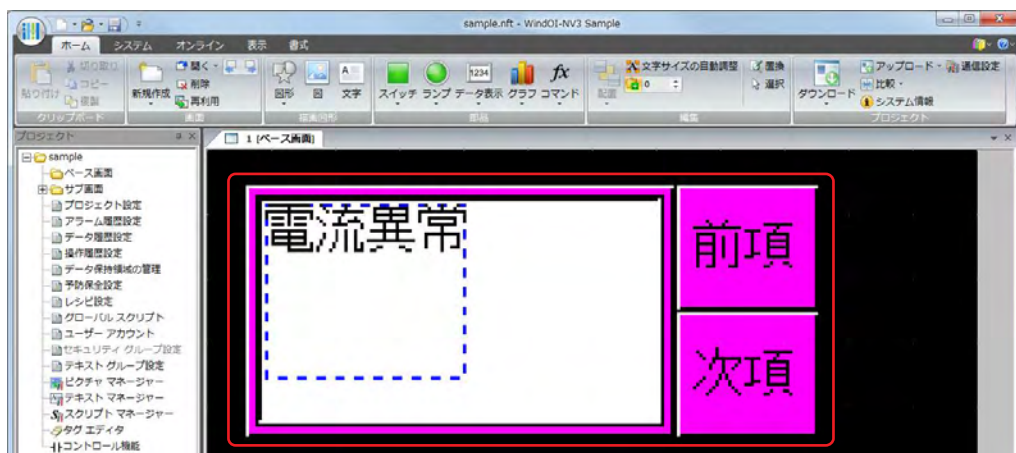 sample.nft - WindOI-NV3 Sample
ホーム システム オンライン 表示 書式
貼り付け 切り取り コピー 複製
クリップボード
新規作成 開く 削除 再利用
画面
図形 図 文字
描画図形
スイッチ ランプ データ表示 グラフ コマンド
A
1234
fx
部品
配置 文字サイズの自動調整 0 置換 選択
編集
ダウンロード アップロード 比較 システム情報 通信設定
プロジェクト
プロジェクト
1 [ベース画面]
sample
ベース画面
サブ画面
プロジェクト設定
アラーム履歴設定
データ履歴設定
操作履歴設定
データ保持領域の管理
予防保全設定
レシピ設定
グローバル スクリプト
ユーザー アカウント
セキュリティ グループ設定
テキスト グループ設定
ピクチャ マネージャー
テキスト マネージャー
スクリプト マネージャー
タグ エディタ
コントロール機能
電流異常
前項
次項